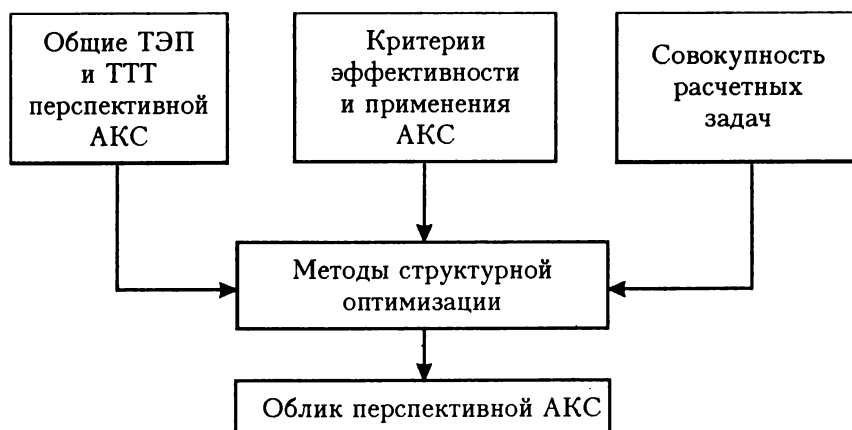 Общие ТЭП
и ТТТ
перспективной
АКС
Критерии
эффективности
и применения
АКС
Совокупность
расчетных
задач
Методы структурной
оптимизации
Облик перспективной АКС